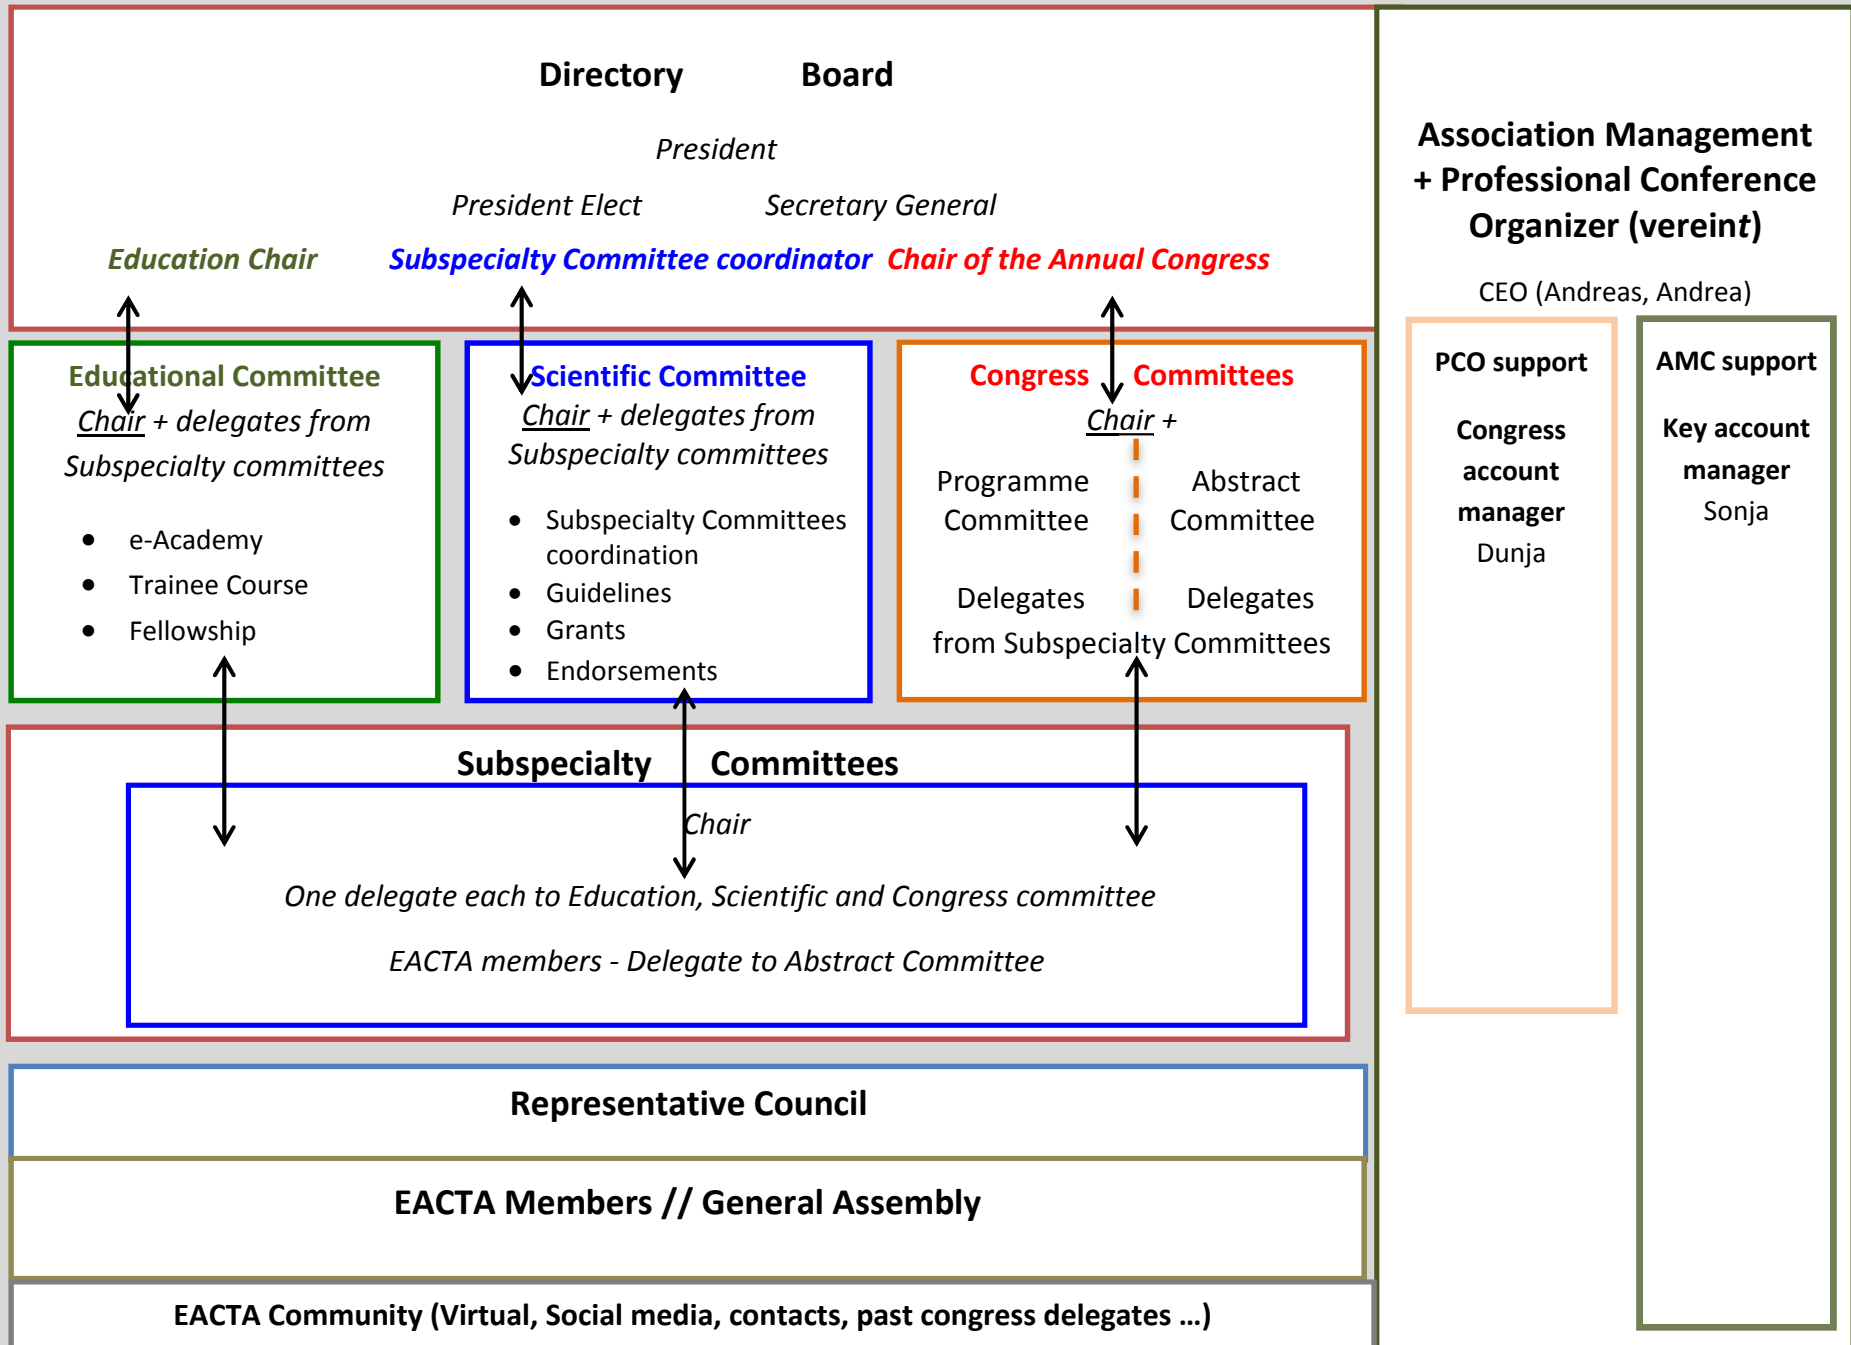 Directory Board
President
President Elect Secretary General
Education Chair Subspecialty Committee coordinator Chair of the Annual Congress
Educational Committee
Chair + delegates from
Subspecialty committees
• e-Academy
• Trainee Course
• Fellowship
Scientific Committee
Chair + delegates from
Subspecialty committees
• Subspecialty Committees
coordination
• Guidelines
• Grants
• Endorsements
Congress Committees
Chair +
Programme
Committee
Abstract
Committee
Delegates Delegates
from Subspecialty Committees
Subspecialty Committees
Chair
One delegate each to Education, Scientific and Congress committee
EACTA members - Delegate to Abstract Committee
Representative Council
EACTA Members // General Assembly
EACTA Community (Virtual, Social media, contacts, past congress delegates ...)
Association Management
+ Professional Conference
Organizer (vereint)
CEO (Andreas, Andrea)
PCO support
Congress
account
manager
Dunja
AMC support
Key account
manager
Sonja